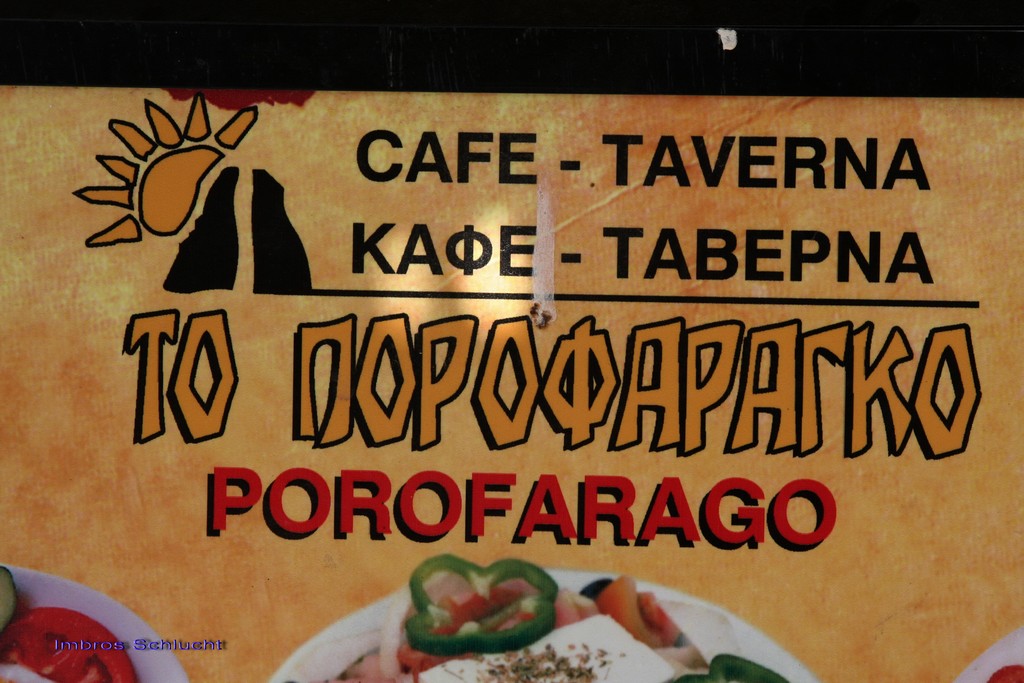 CAFE - TAVERNA
ΚΑΦΕ - ΤΑΒΕΡΝΑ
ΤΟ ΠΟΡΟΦΑΡΑΓΚΟ
POROFARAGO
Imbros Schlucht